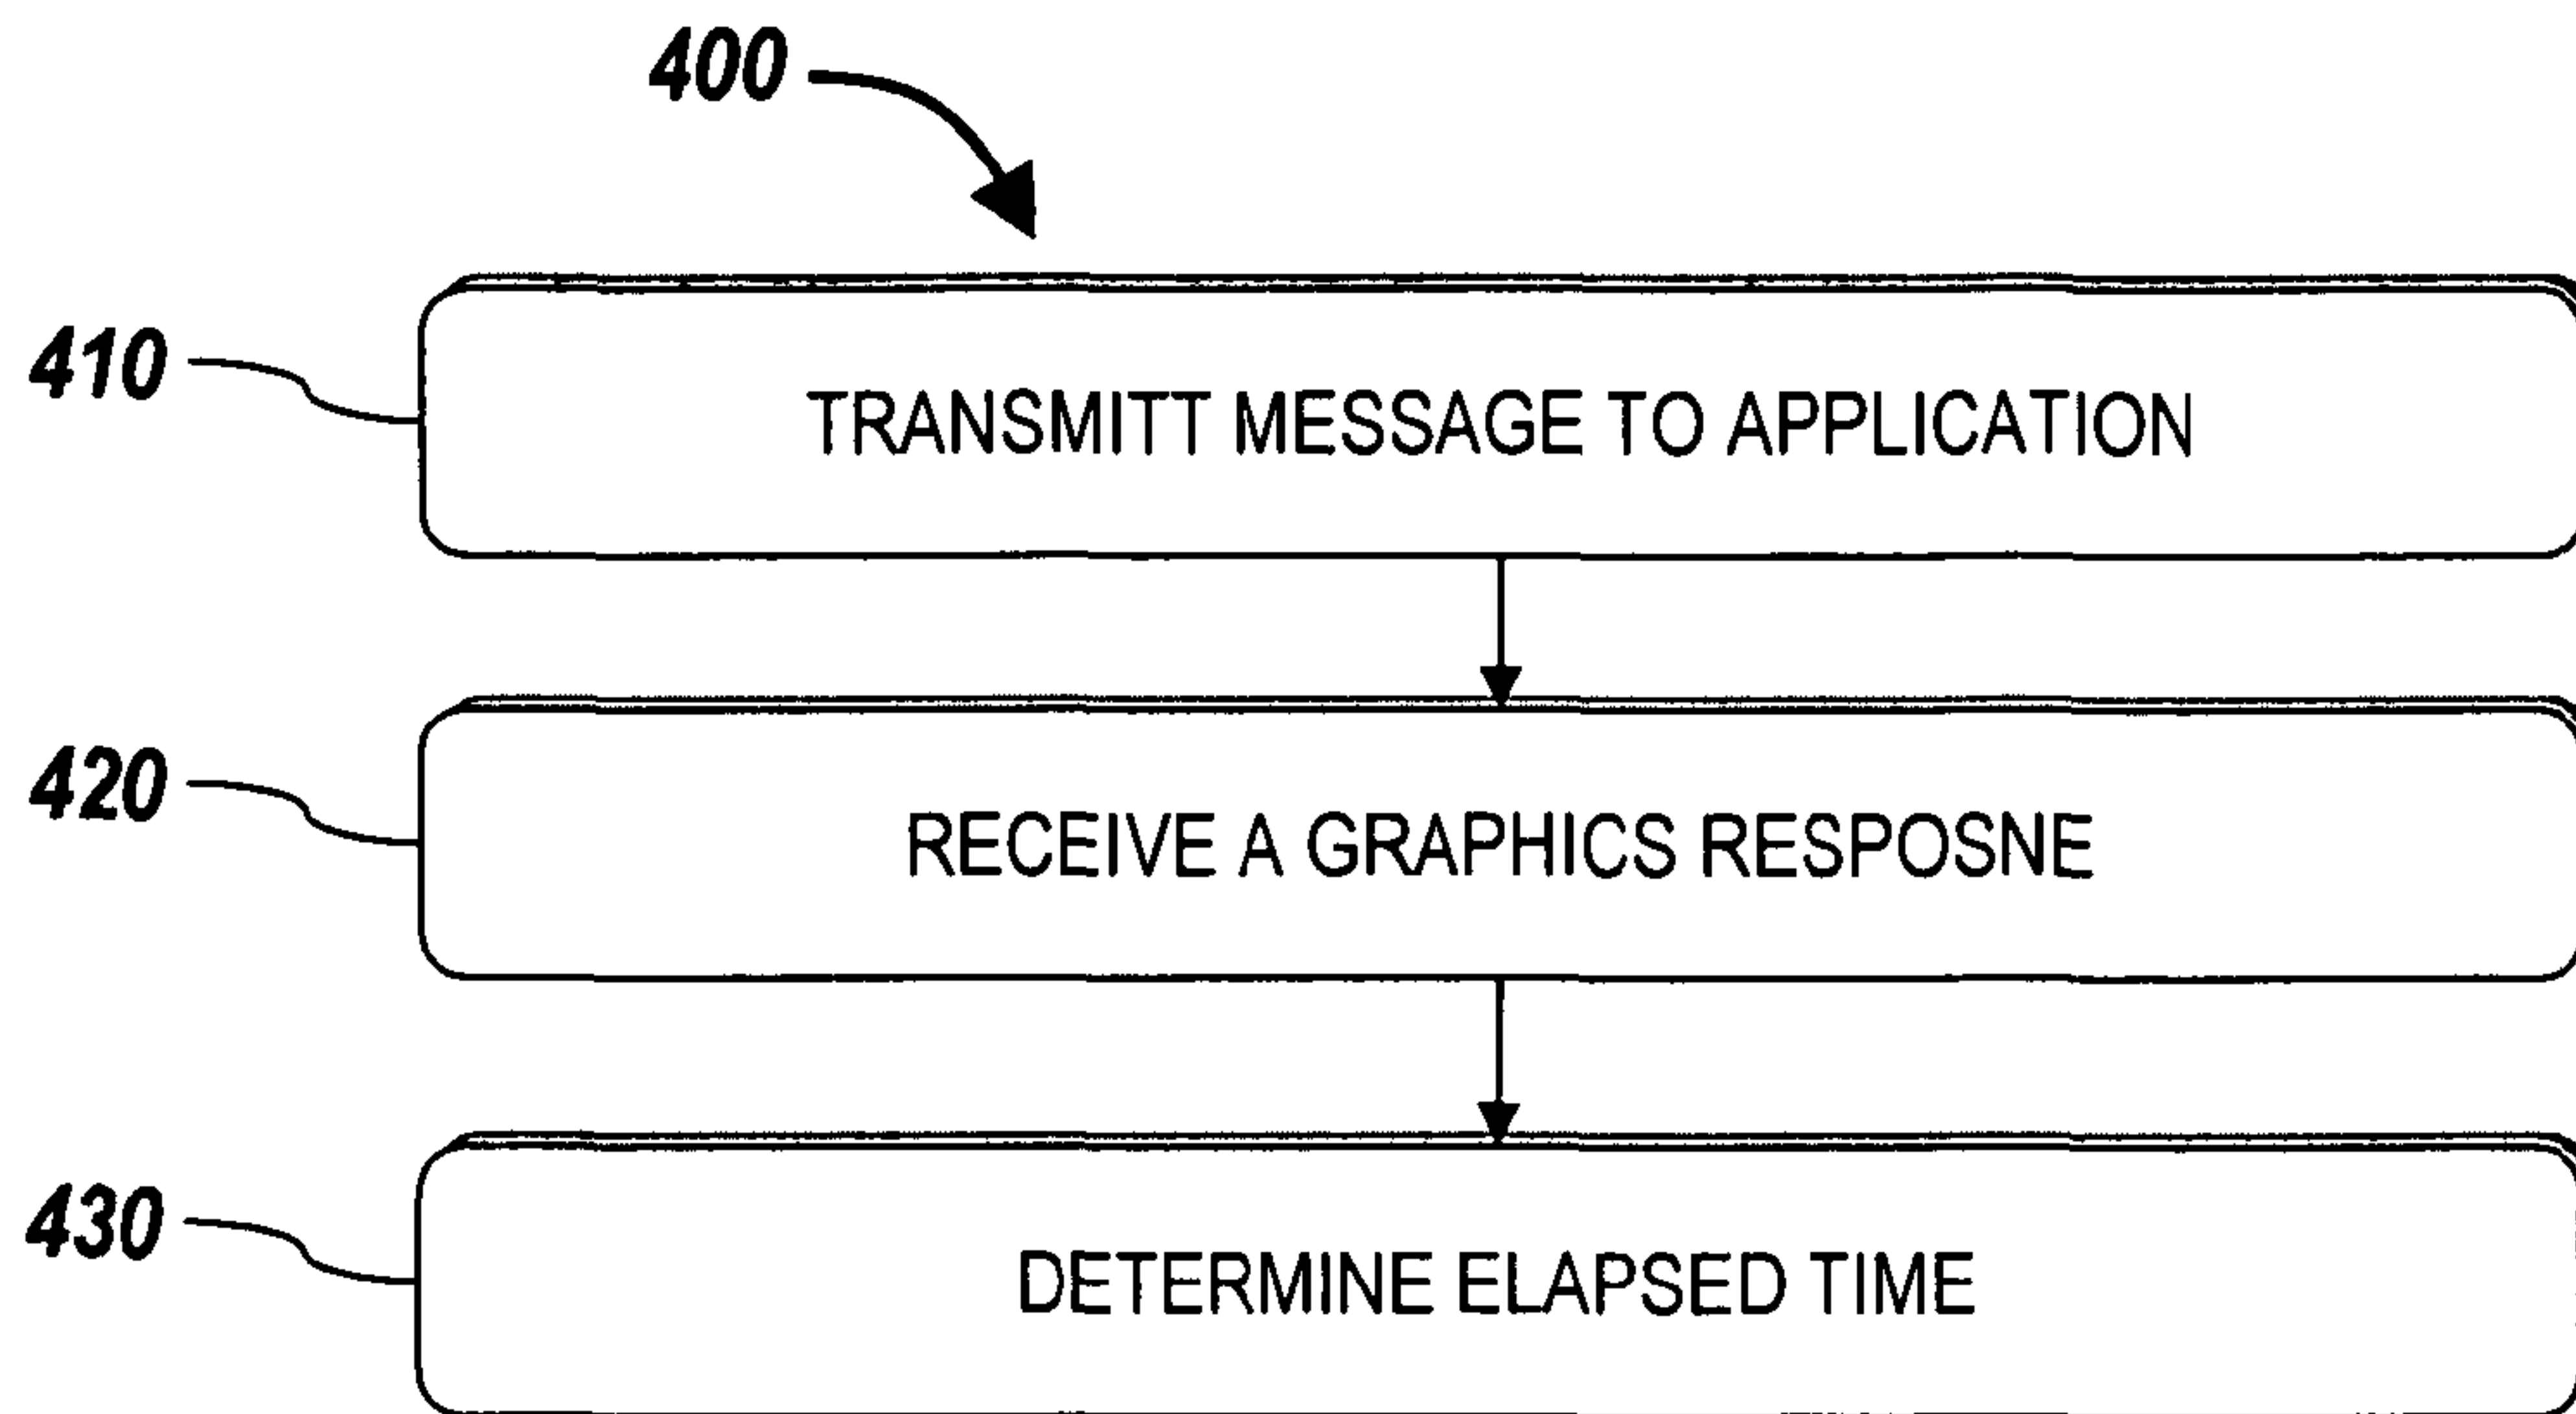 400
410
TRANSMITT MESSAGE TO APPLICATION
420
RECEIVE A GRAPHICS RESPOSNE
430
DETERMINE ELAPSED TIME